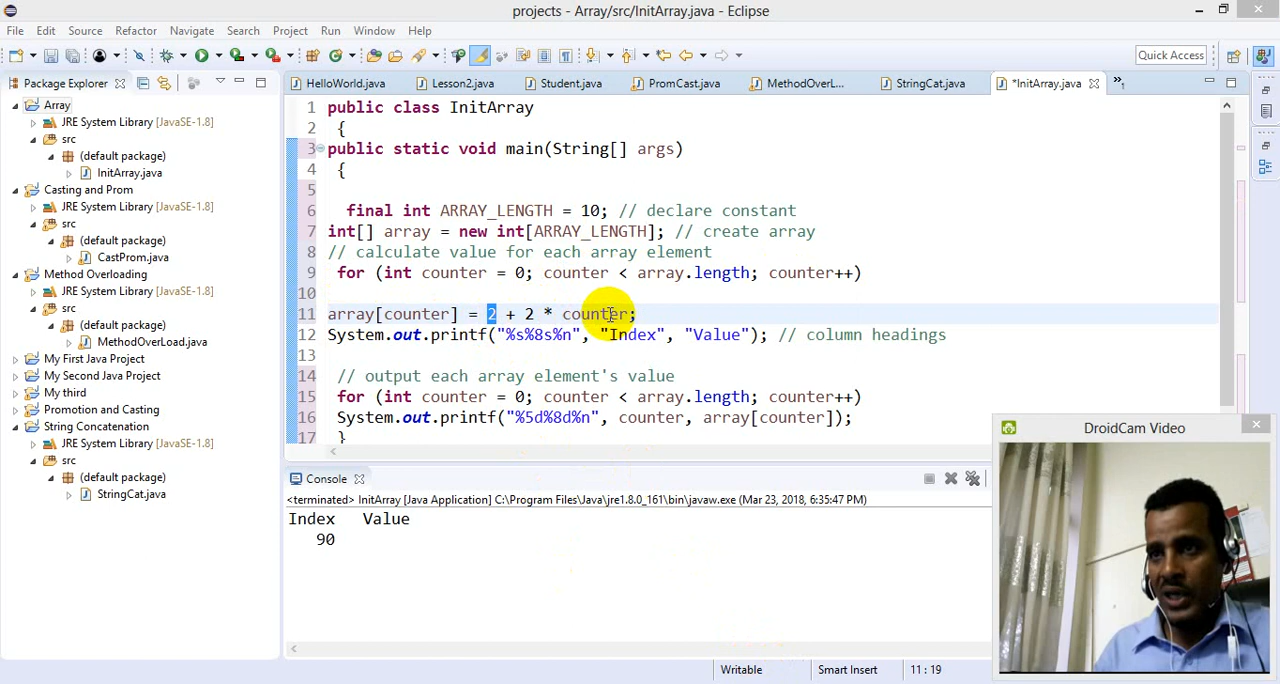 projects - Array/src/InitArray.java - Eclipse
File Edit Source Refactor Navigate Search Project Run Window Help
Quick Access
Package Explorer
HelloWorld.java Lesson2.java Student.java PromCast.java MethodOverL... StringCat.java *InitArray.java »1
Array
JRE System Library [JavaSE-1.8]
src
(default package)
InitArray.java
Casting and Prom
JRE System Library [JavaSE-1.8]
src
(default package)
CastProm.java
Method Overloading
JRE System Library [JavaSE-1.8]
src
(default package)
MethodOverLoad.java
My First Java Project
My Second Java Project
My third
Promotion and Casting
String Concatenation
JRE System Library [JavaSE-1.8]
src
(default package)
StringCat.java
1 public class InitArray
2 {
3 public static void main(String[] args)
4 {
5
6 final int ARRAY_LENGTH = 10; // declare constant
7 int[] array = new int[ARRAY_LENGTH]; // create array
8 // calculate value for each array element
9 for (int counter = 0; counter < array.length; counter++)
10
11 array[counter] = 2 + 2 * counter;
12 System.out.printf("%s%8s%n", "Index", "Value"); // column headings
13
14 // output each array element's value
15 for (int counter = 0; counter < array.length; counter++)
16 System.out.printf("%5d%8d%n", counter, array[counter]);
17 }
Console
<terminated> InitArray [Java Application] C:\Program Files\Java\jre1.8.0_161\bin\javaw.exe (Mar 23, 2018, 6:35:47 PM)
Index Value
90
DroidCam Video
Writable Smart Insert 11 : 19